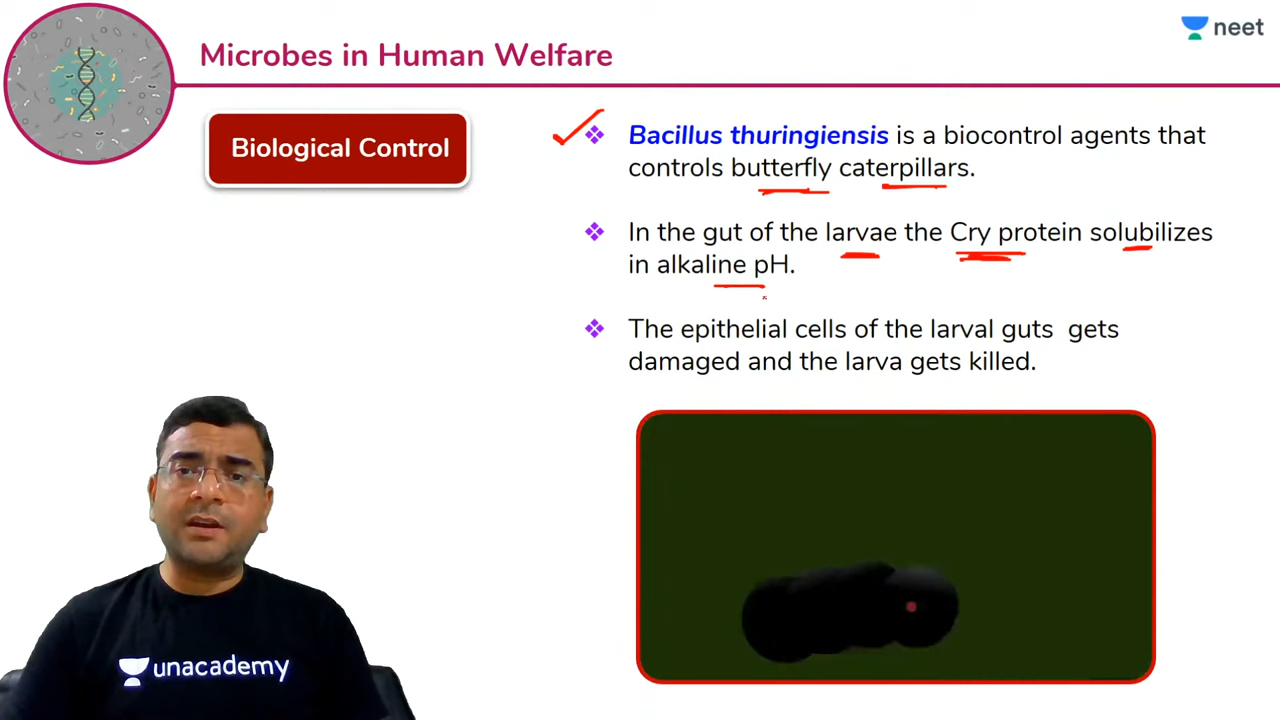 Microbes in Human Welfare
neet
Biological Control
Bacillus thuringiensis is a biocontrol agents that
controls butterfly caterpillars.
In the gut of the larvae the Cry protein solubilizes
in alkaline pH.
The epithelial cells of the larval guts gets
damaged and the larva gets killed.
unacademy